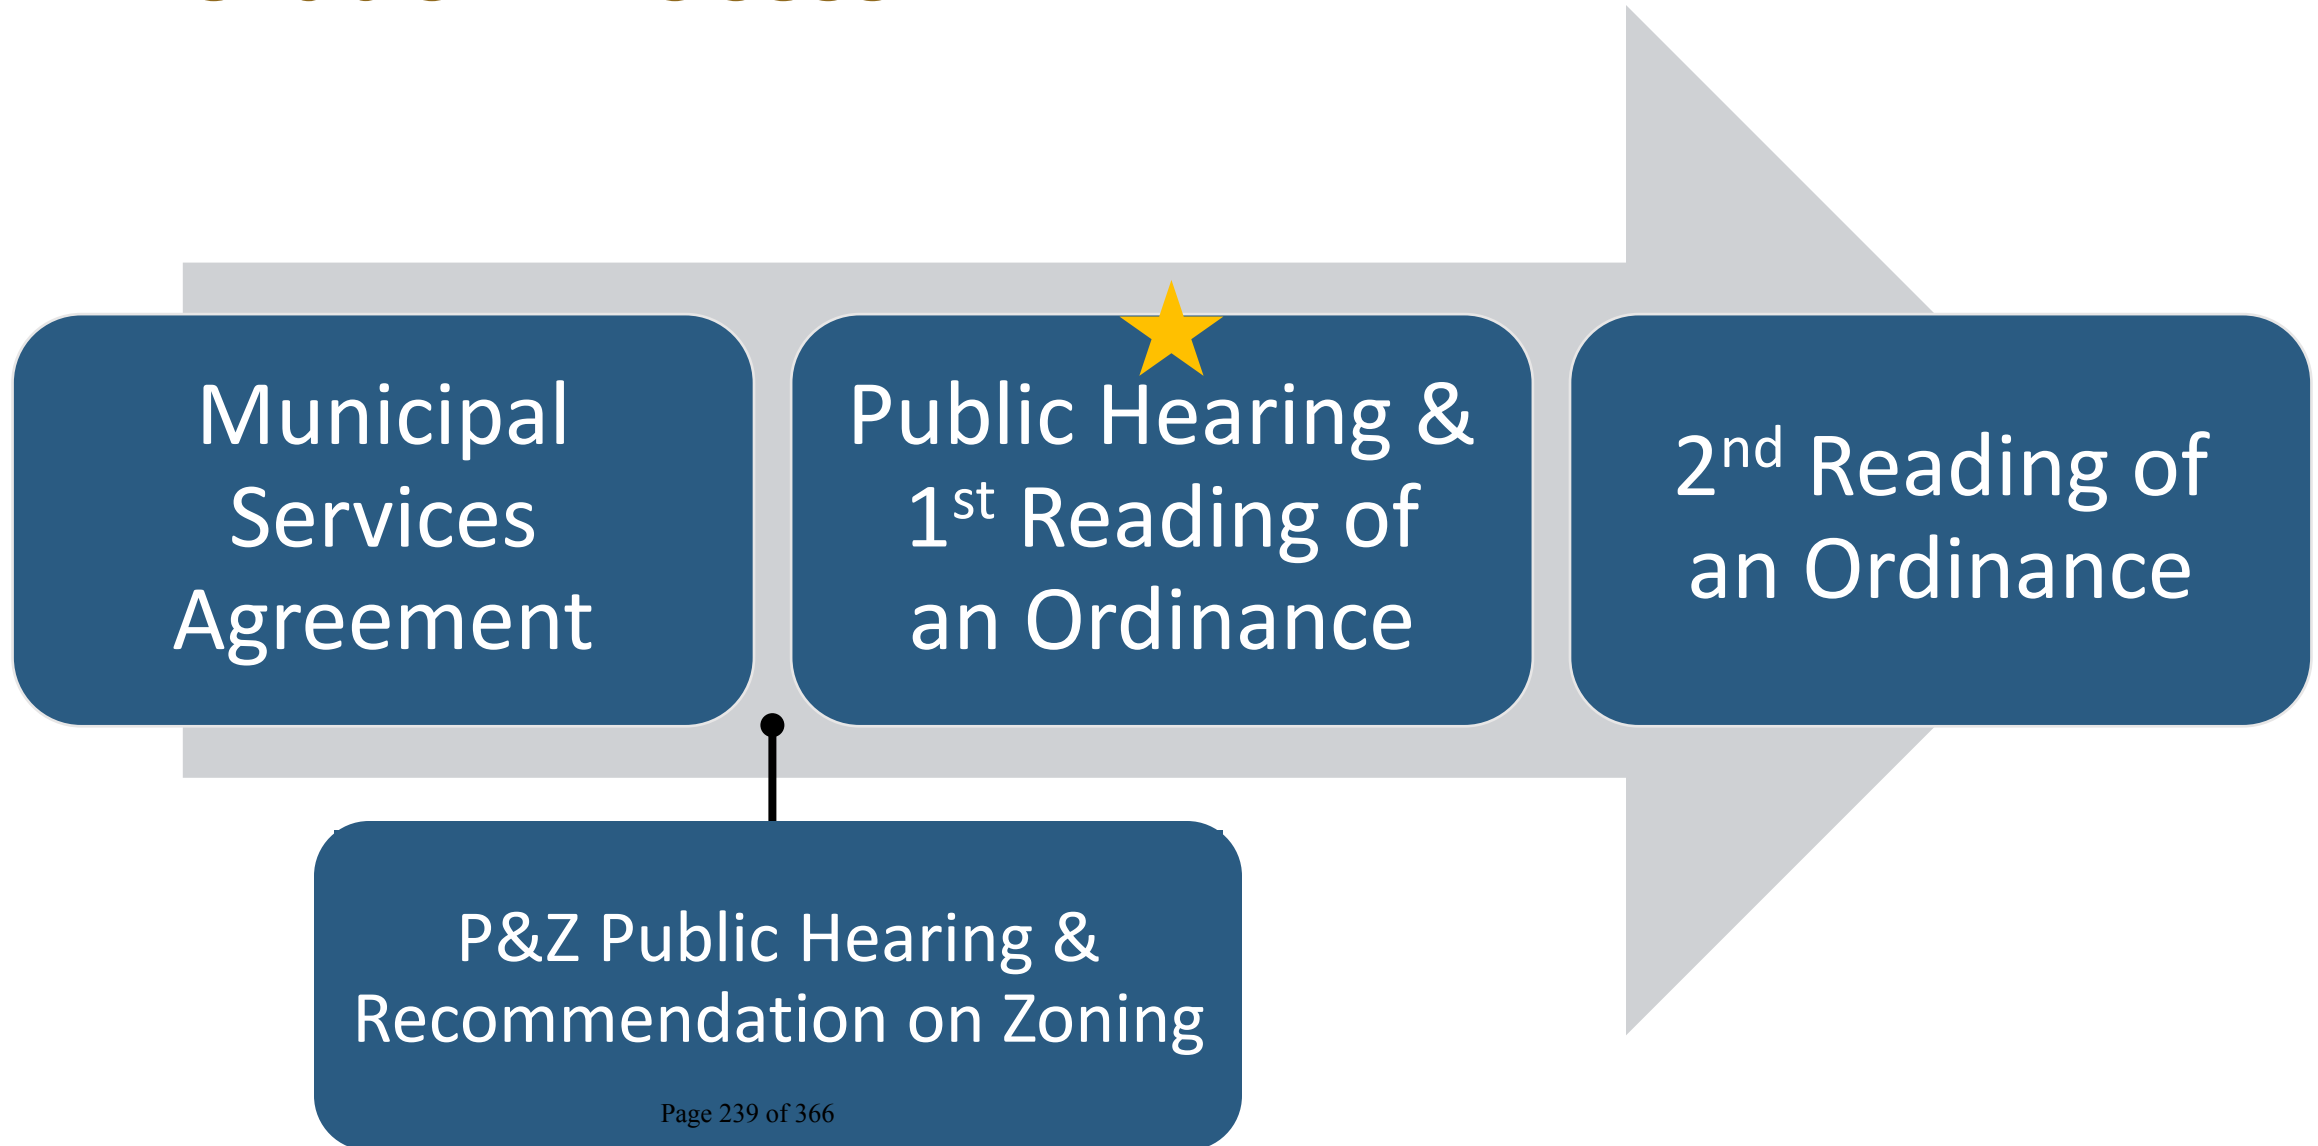 Municipal
Services
Agreement
Public Hearing &
1st Reading of
an Ordinance
2nd Reading of
an Ordinance
P&Z Public Hearing &
Recommendation on Zoning
Page 239 of 366